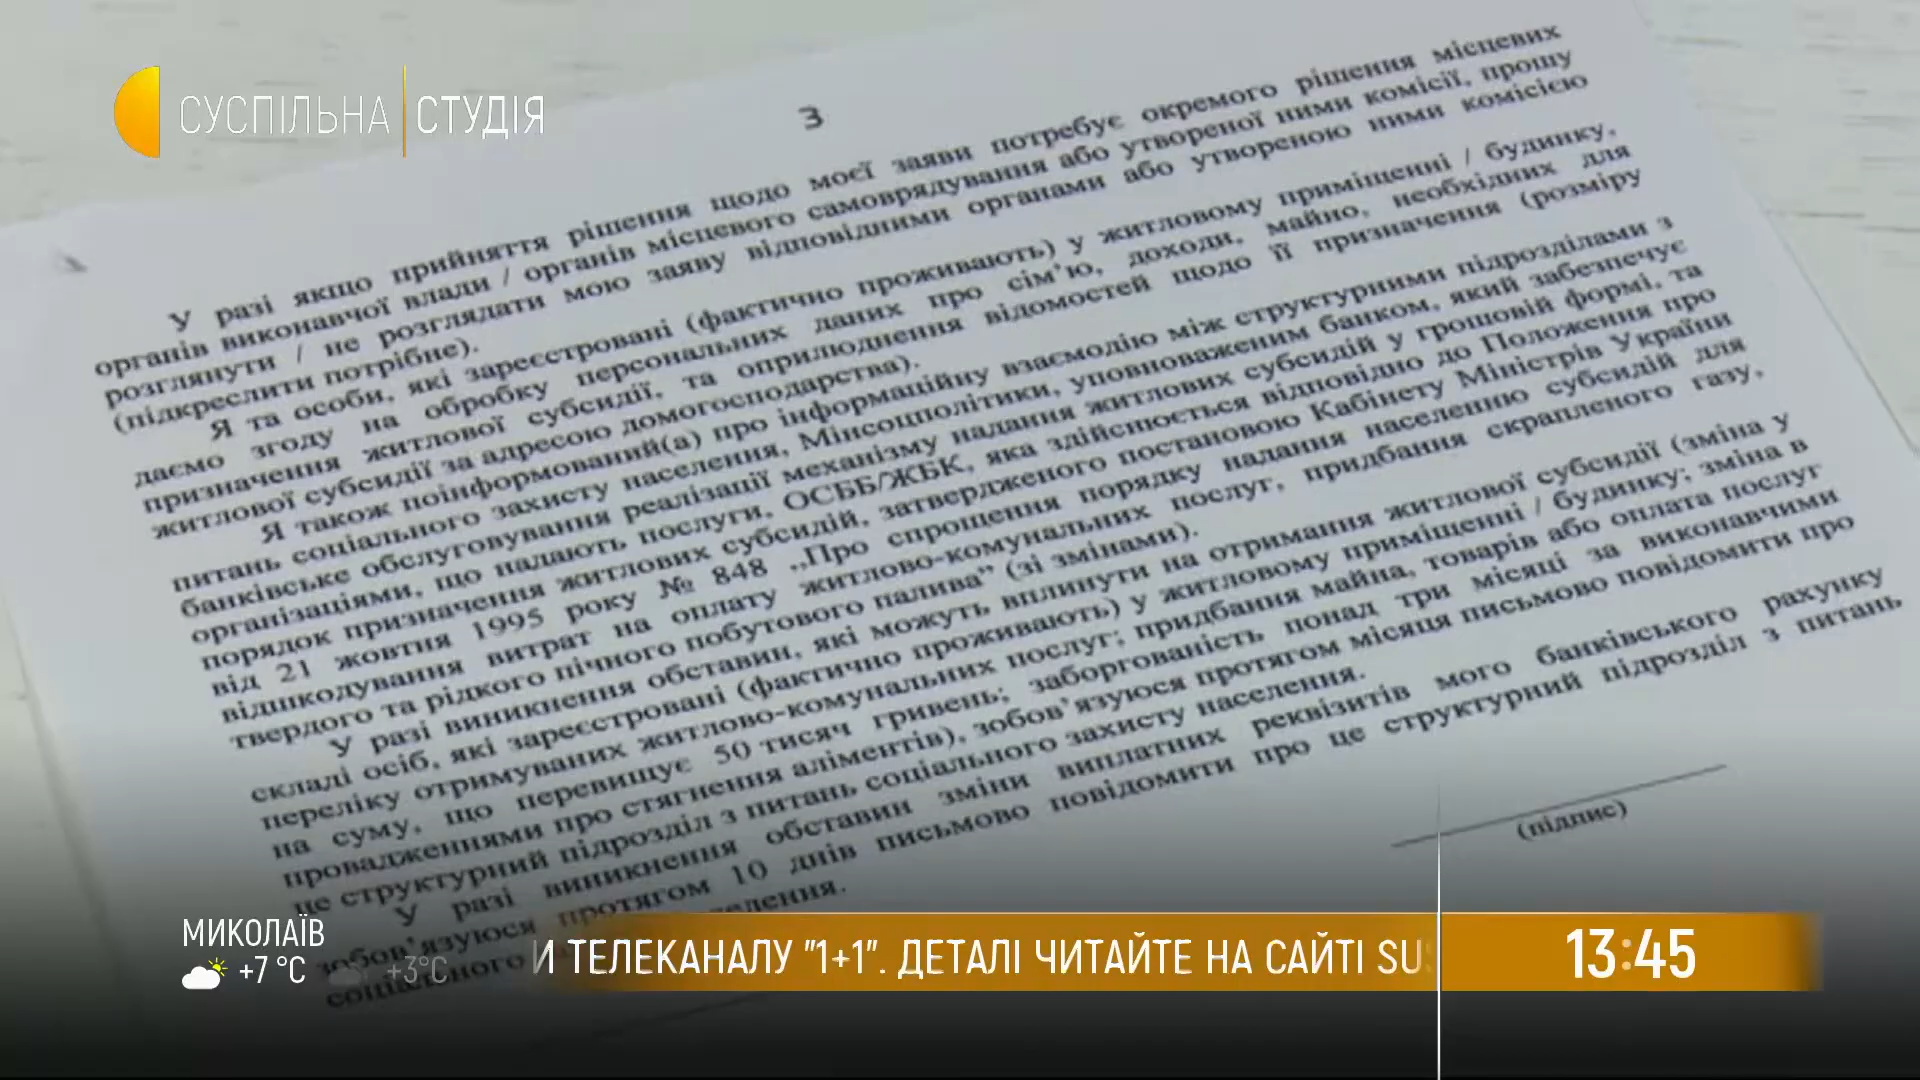 СУСПІЛЬНА СТУДІЯ
3
У разі якщо прийняття рішення щодо моєї заяви потребує окремого рішення місцевих
органів виконавчої влади / органів місцевого самоврядування або утвореної ними комісії, прошу
розглянути / не розглядати мою заяву відповідними органами або утвореною ними комісією
(підкреслити потрібне).
Я та особи, які зареєстровані (фактично проживають) у житловому приміщенні / будинку,
даємо згоду на обробку персональних даних про сім’ю, доходи, майно, необхідних для
призначення житлової субсидії, та оприлюднення відомостей щодо її призначення (розміру
житлової субсидії за адресою домогосподарства).
Я також поінформований(а) про інформаційну взаємодію між структурними підрозділами з
питань соціального захисту населення, Мінсоцполітики, уповноваженим банком, який забезпечує
банківське обслуговування реалізації механізму надання житлових субсидій у грошовій формі, та
організаціями, що надають послуги, ОСББ/ЖБК, яка здійснюється відповідно до Положення про
порядок призначення житлових субсидій, затвердженого постановою Кабінету Міністрів України
від 21 жовтня 1995 року № 848 „Про спрощення порядку надання населенню субсидій для
відшкодування витрат на оплату житлово-комунальних послуг, придбання скрапленого газу,
твердого та рідкого пічного побутового палива” (зі змінами).
У разі виникнення обставин, які можуть вплинути на отримання житлової субсидії (зміна у
складі осіб, які зареєстровані (фактично проживають) у житловому приміщенні / будинку; зміна в
переліку отримуваних житлово-комунальних послуг; придбання майна, товарів або оплата послуг
на суму, що перевищує 50 тисяч гривень; заборгованість понад три місяці за виконавчими
провадженнями про стягнення аліментів), зобов’язуюся протягом місяця письмово повідомити про
це структурний підрозділ з питань соціального захисту населення.
У разі виникнення обставин зміни виплатних реквізитів мого банківського рахунку
зобов’язуюся протягом 10 днів письмово повідомити про це структурний підрозділ з питань
соціального
(підпис)
МИКОЛАЇВ
+7 °C +3°C
И ТЕЛЕКАНАЛУ "1+1". ДЕТАЛІ ЧИТАЙТЕ НА САЙТІ SUS
13:45